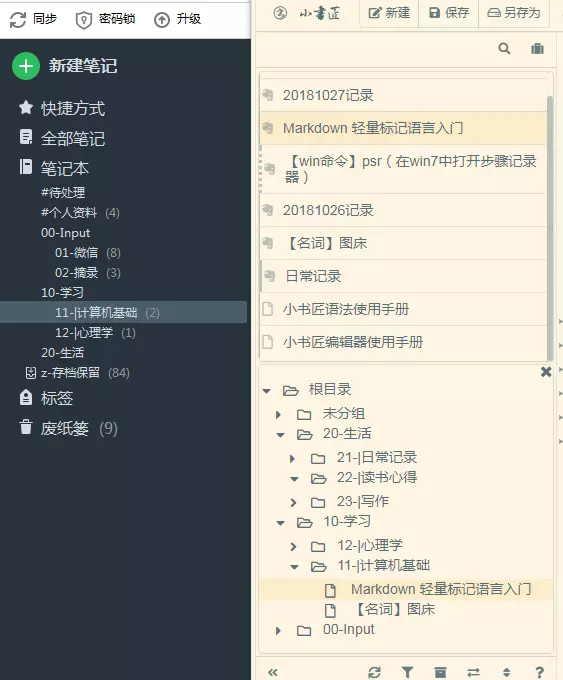 同步 密码锁 升级
新建笔记
快捷方式
全部笔记
笔记本
#待处理
#个人资料 (4)
00-Input
01-微信 (8)
02-摘录 (3)
10-学习
11-|计算机基础 (2)
12-|心理学 (1)
20-生活
z-存档保留 (84)
标签
废纸篓 (9)
小书匠 新建 保存 另存为
20181027记录
Markdown 轻量标记语言入门
【win命令】psr（在win7中打开步骤记录
器）
20181026记录
【名词】图床
日常记录
小书匠语法使用手册
小书匠编辑器使用手册
根目录
未分组
20-生活
21-|日常记录
22-|读书心得
23-|写作
10-学习
12-|心理学
11-|计算机基础
Markdown 轻量标记语言入门
【名词】图床
00-Input